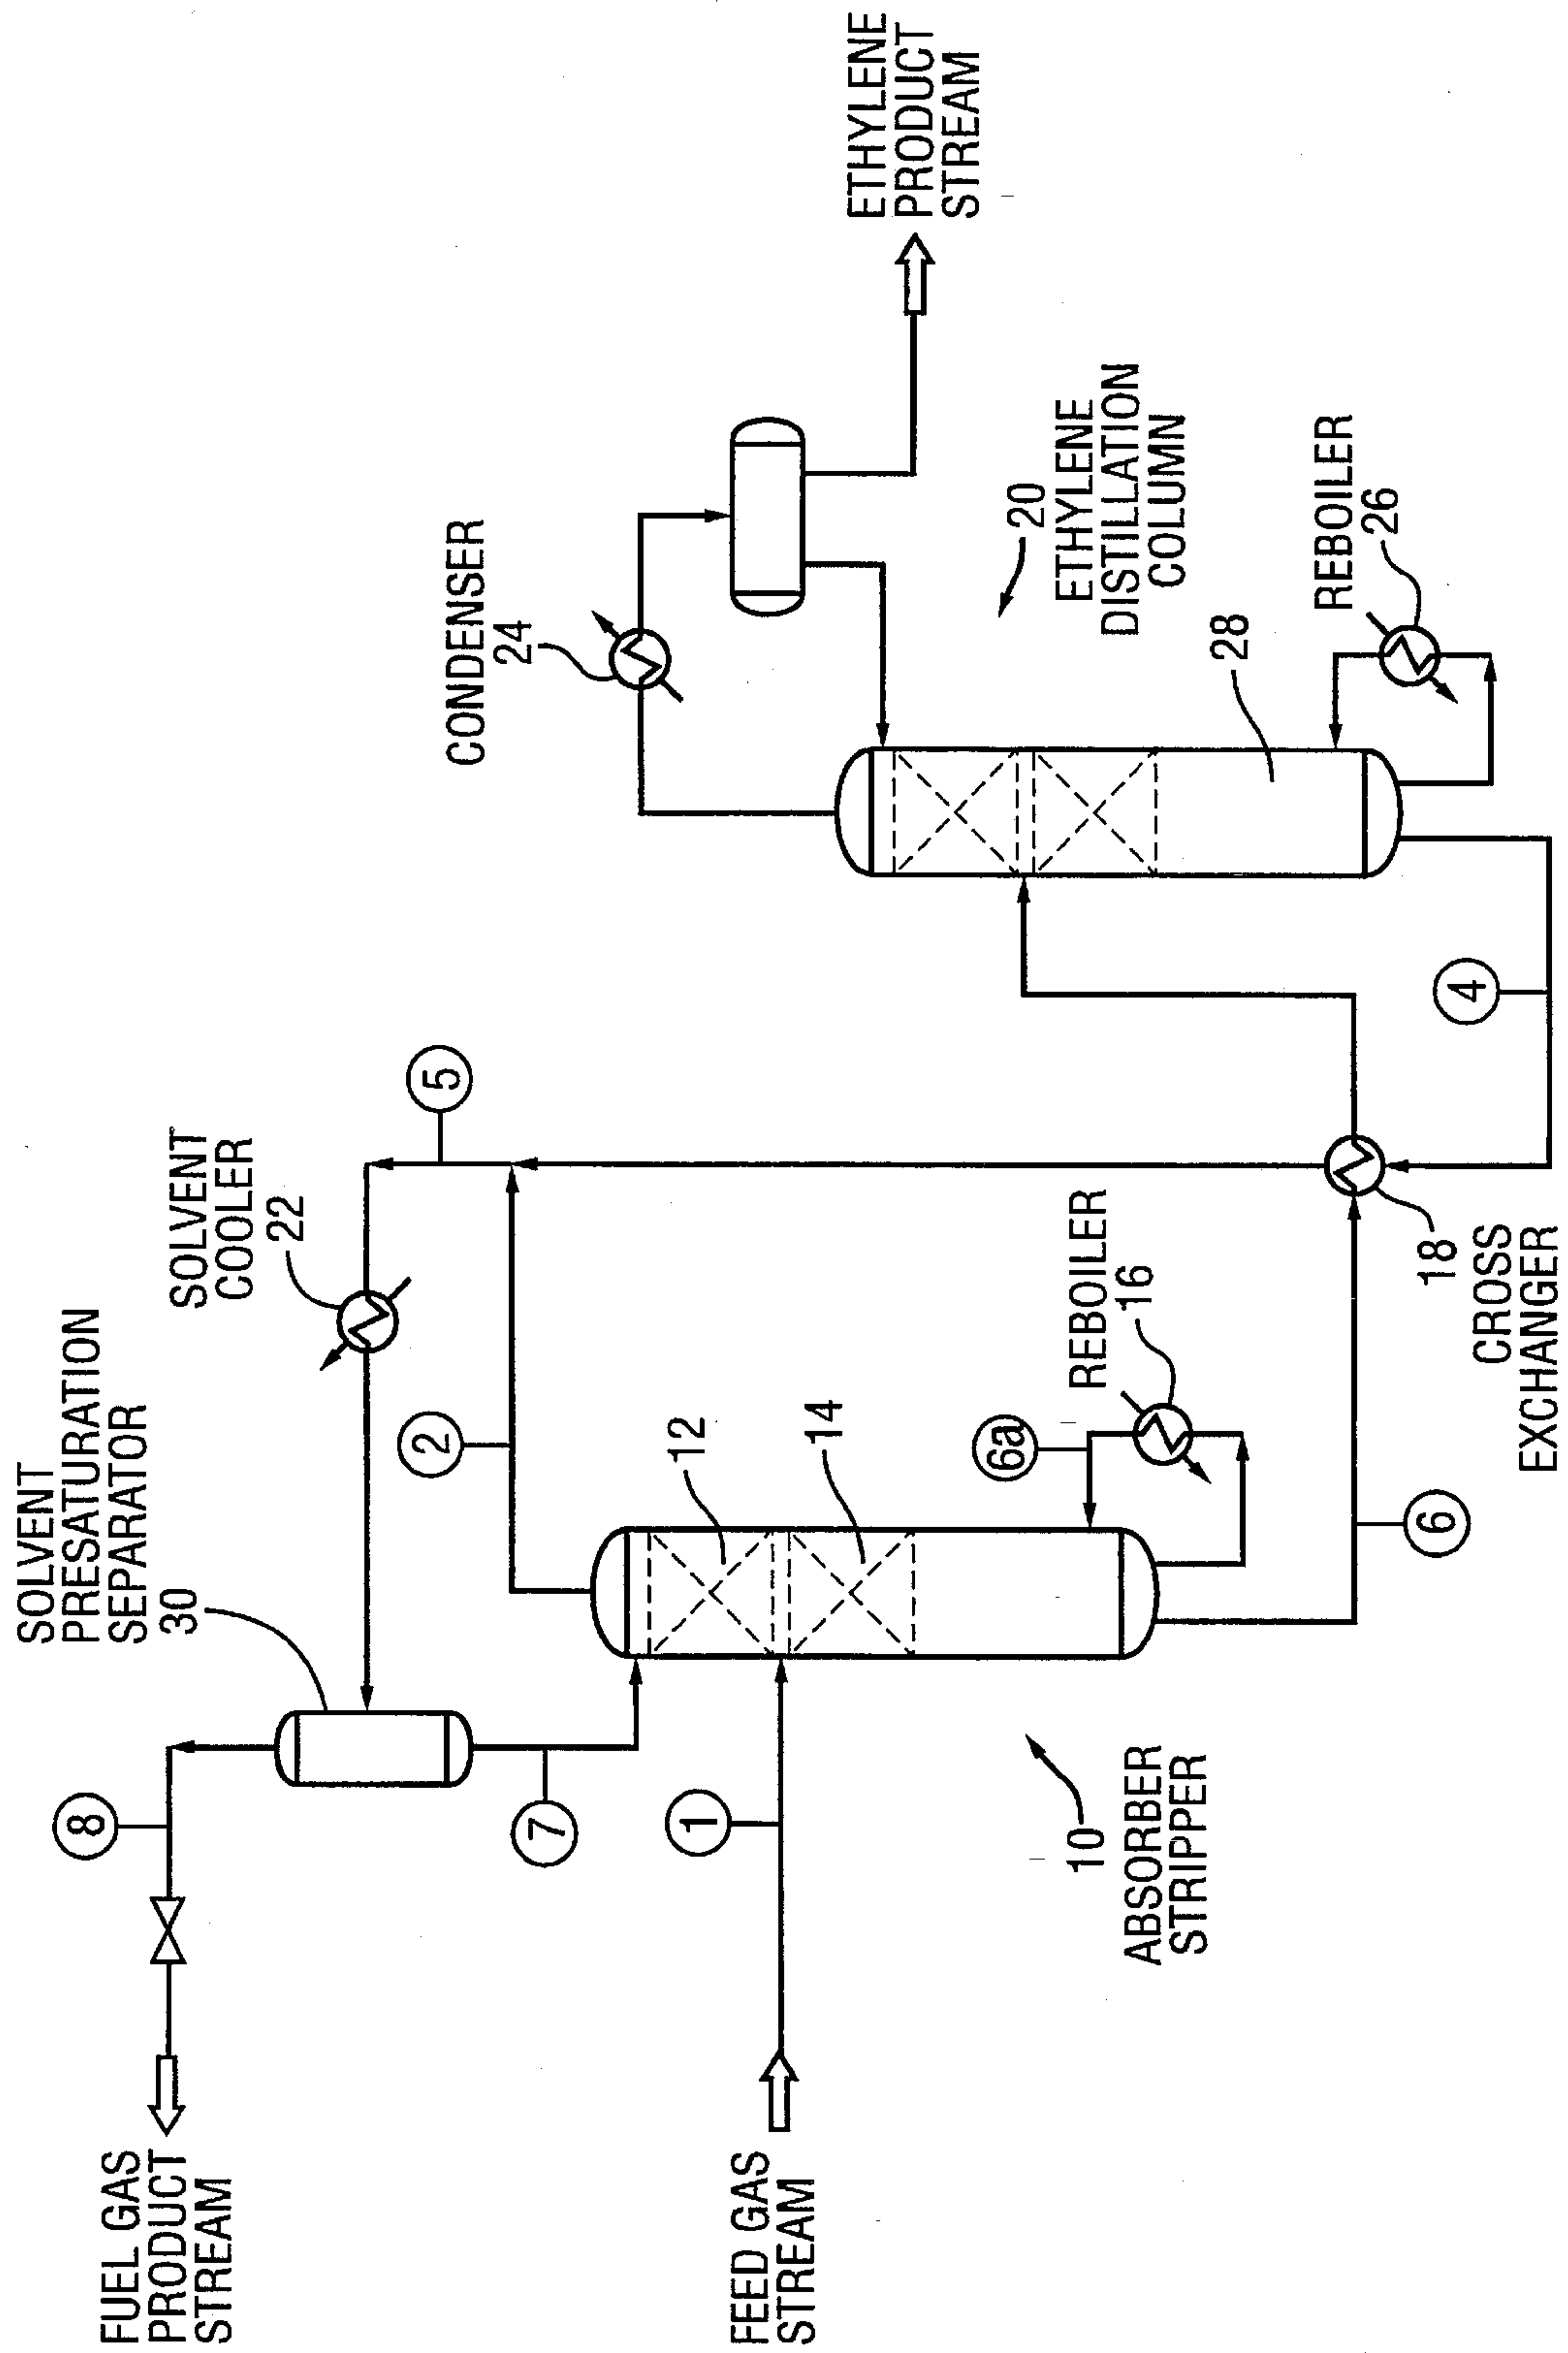 FUEL GAS
PRODUCT
STREAM
8
SOLVENT
PRESATURATION
SEPARATOR
30
SOLVENT
COOLER
22
5
2
7
CONDENSER
24
FEED GAS
STREAM
1
12
14
ETHYLENE
PRODUCT
STREAM
10
ABSORBER
STRIPPER
6a
REBOILER
16
20
ETHYLENE
DISTILLATION
COLUMN
28
REBOILER
26
6
18
CROSS
EXCHANGER
4